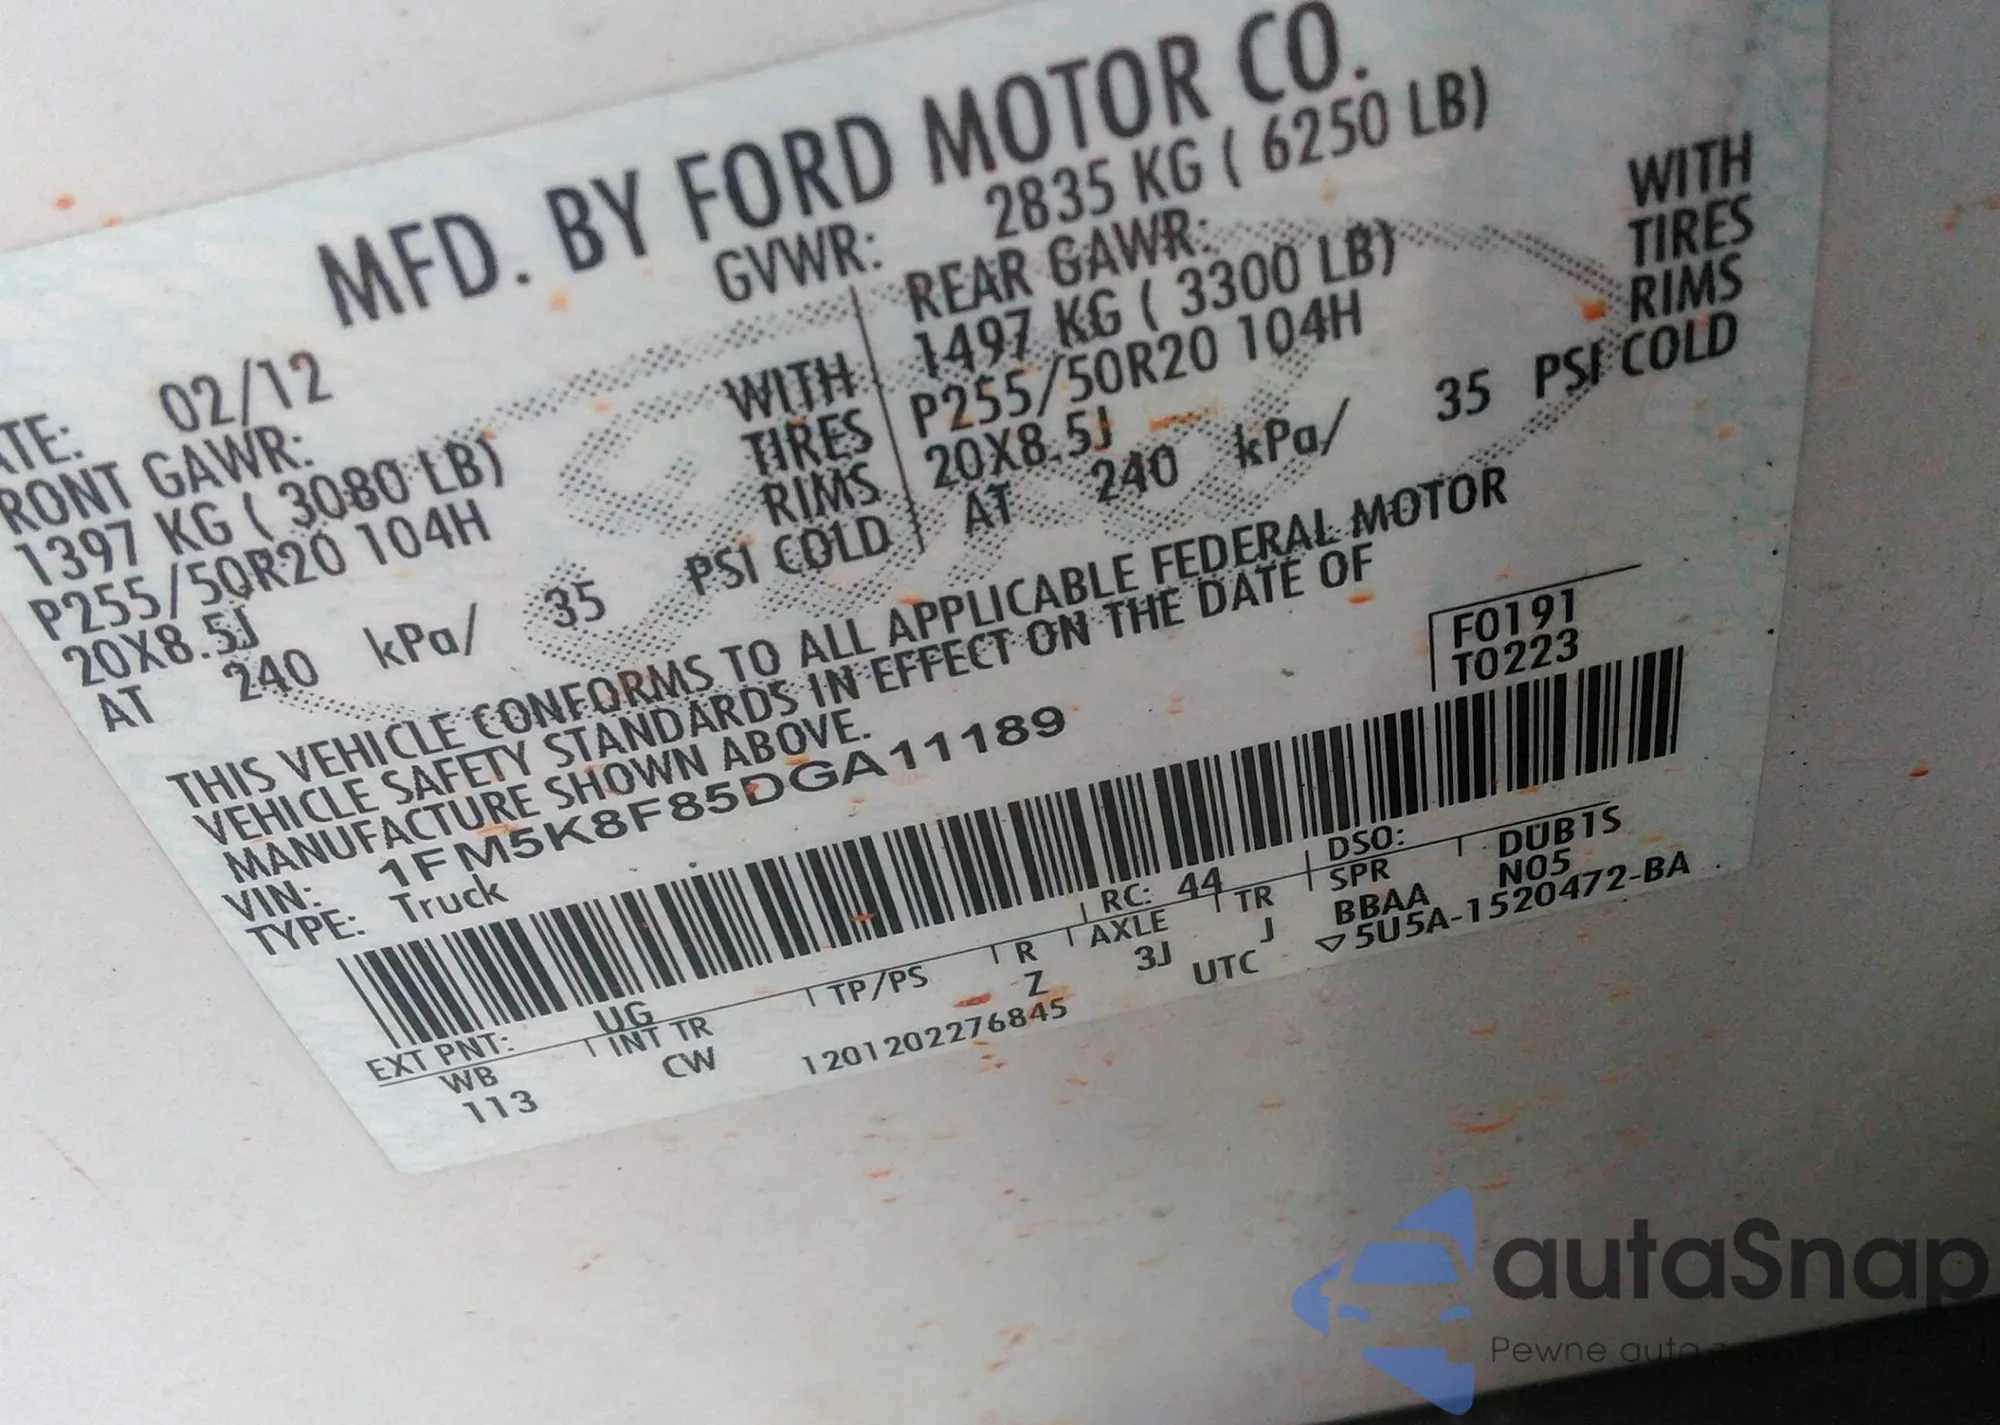 MFD. BY FORD MOTOR CO.
TE: 02/12 GVWR: 2835 KG ( 6250 LB)
RONT GAWR: REAR GAWR:
1397 KG ( 3080 LB) WITH 1497 KG ( 3300 LB) WITH
P255/50R20 104H TIRES P255/50R20 104H TIRES
20X8.5J RIMS 20X8.5J RIMS
AT 240 kPa/ 35 PSI COLD AT 240 kPa/ 35 PSI COLD
THIS VEHICLE CONFORMS TO ALL APPLICABLE FEDERAL MOTOR
VEHICLE SAFETY STANDARDS IN EFFECT ON THE DATE OF
MANUFACTURE SHOWN ABOVE.
VIN: 1FM5K8F85DGA11189 F0191
TYPE: Truck T0223
EXT PNT: UG RC: 44 DSO: DUB1S
WB INT TR TP/PS R AXLE TR SPR N05
113 CW Z 3J J BBAA
1201202276845 UTC ▽5U5A-1520472-BA
autaSnap
Pewne auta